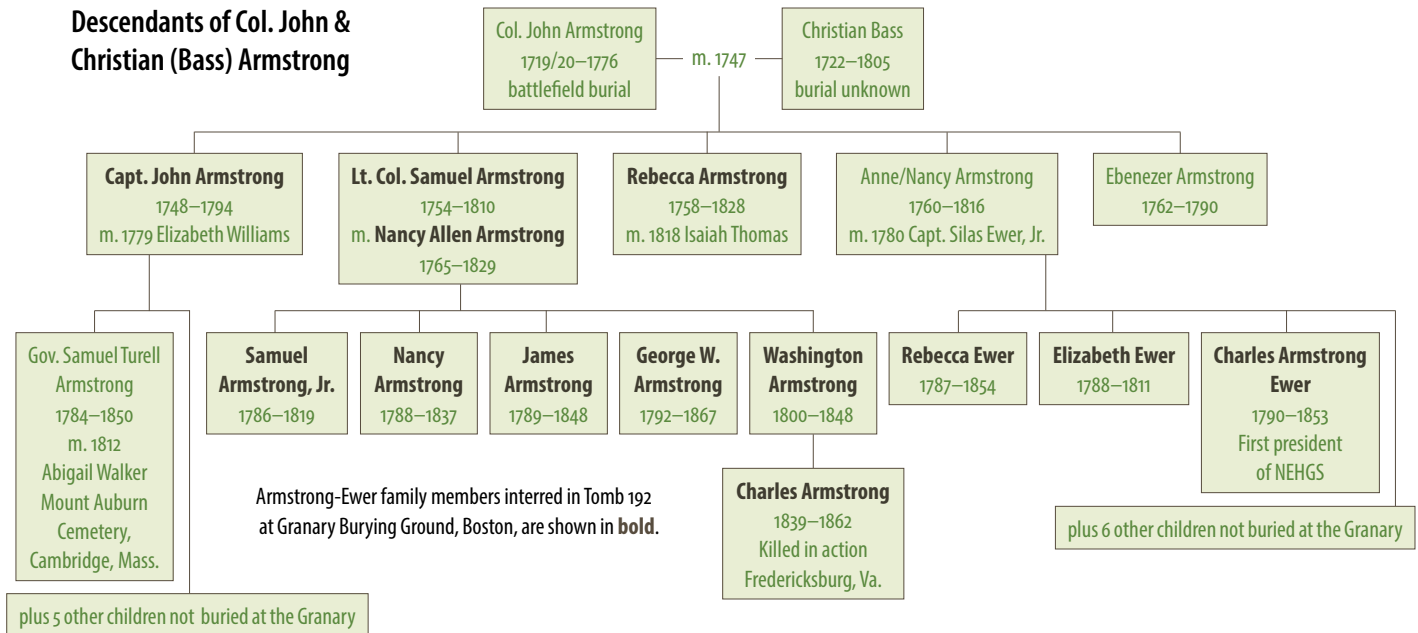 Descendants of Col. John &
Christian (Bass) Armstrong
Col. John Armstrong
1719/20–1776
battlefield burial
m. 1747
Christian Bass
1722–1805
burial unknown
Capt. John Armstrong
1748–1794
m. 1779 Elizabeth Williams
Lt. Col. Samuel Armstrong
1754–1810
m. Nancy Allen Armstrong
1765–1829
Rebecca Armstrong
1758–1828
m. 1818 Isaiah Thomas
Anne/Nancy Armstrong
1760–1816
m. 1780 Capt. Silas Ewer, Jr.
Ebenezer Armstrong
1762–1790
Gov. Samuel Turell
Armstrong
1784–1850
m. 1812
Abigail Walker
Mount Auburn
Cemetery,
Cambridge, Mass.
plus 5 other children not buried at the Granary
Samuel
Armstrong, Jr.
1786–1819
Nancy
Armstrong
1788–1837
James
Armstrong
1789–1848
George W.
Armstrong
1792–1867
Washington
Armstrong
1800–1848
Charles Armstrong
1839–1862
Killed in action
Fredericksburg, Va.
Rebecca Ewer
1787–1854
Elizabeth Ewer
1788–1811
Charles Armstrong
Ewer
1790–1853
First president
of NEHGS
plus 6 other children not buried at the Granary
Armstrong-Ewer family members interred in Tomb 192
at Granary Burying Ground, Boston, are shown in bold.